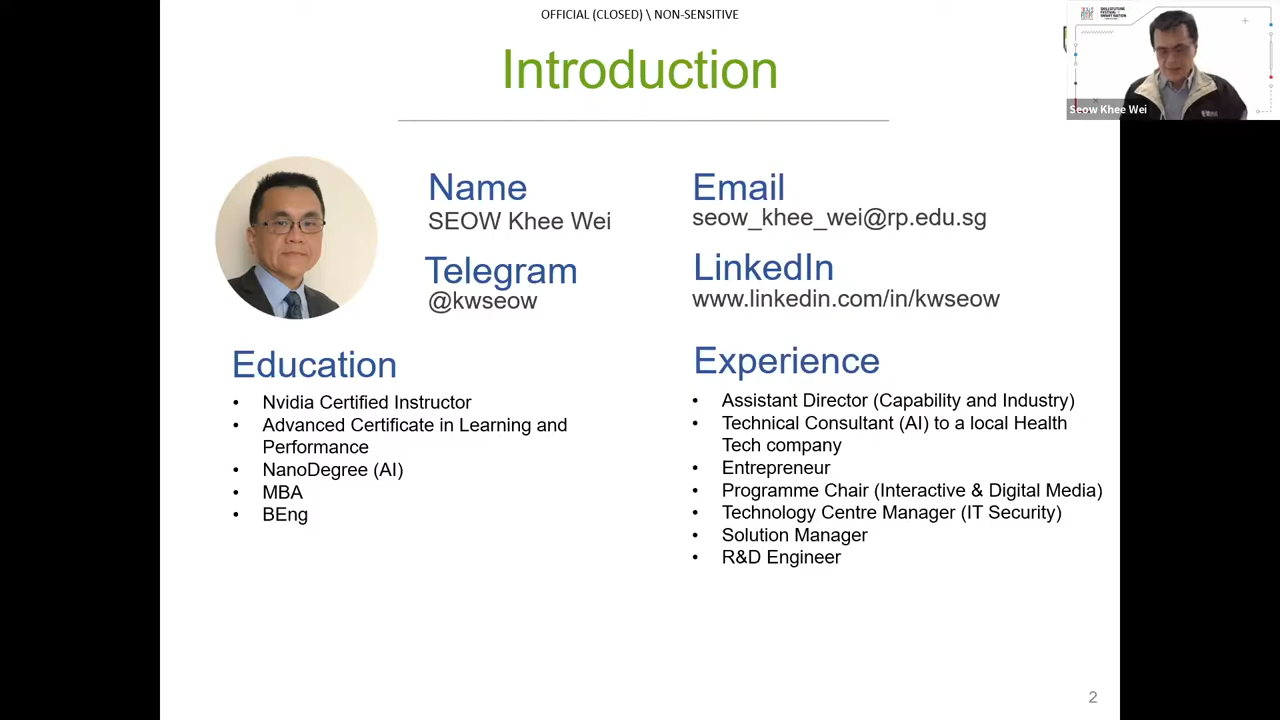 OFFICIAL (CLOSED) \ NON-SENSITIVE
Introduction
Seow Khee Wei
Name
SEOW Khee Wei
Telegram
@kwseow
Email
seow_khee_wei@rp.edu.sg
LinkedIn
www.linkedin.com/in/kwseow
Education
• Nvidia Certified Instructor
• Advanced Certificate in Learning and
Performance
• NanoDegree (AI)
• MBA
• BEng
Experience
• Assistant Director (Capability and Industry)
• Technical Consultant (AI) to a local Health
Tech company
• Entrepreneur
• Programme Chair (Interactive & Digital Media)
• Technology Centre Manager (IT Security)
• Solution Manager
• R&D Engineer
2